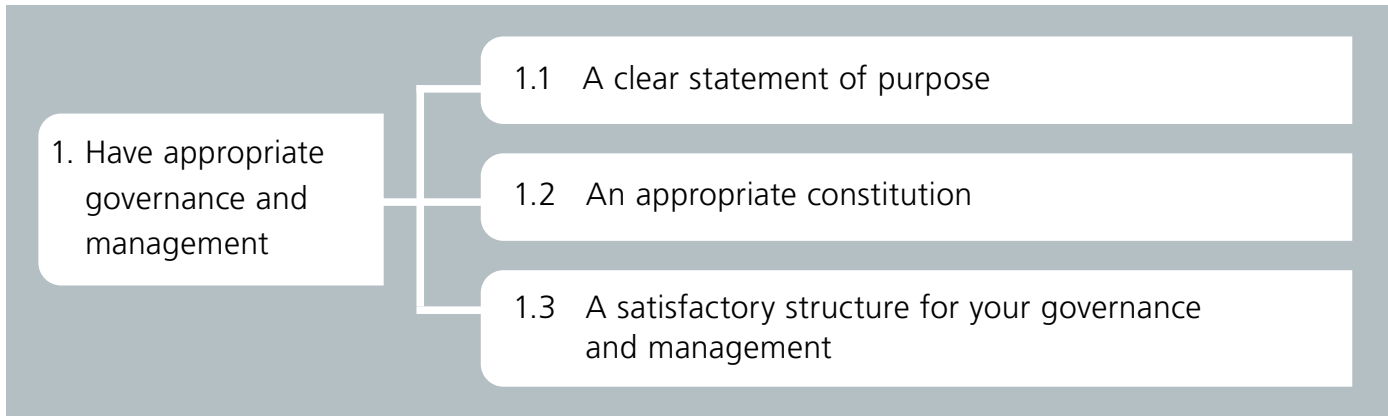 1. Have appropriate
governance and
management
1.1 A clear statement of purpose
1.2 An appropriate constitution
1.3 A satisfactory structure for your governance
and management